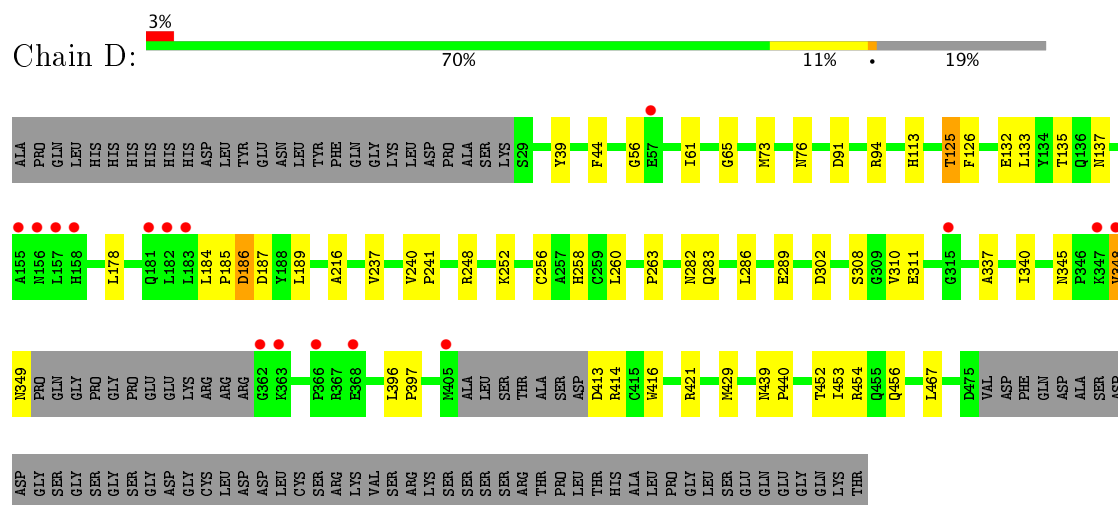 3%
Chain D:
70% 11% • 19%
ALA PRO GLN LEU HIS HIS HIS HIS HIS HIS HIS ASP LEU TYR GLU ASN LEU TYR PHE GLN GLY LYS LEU ASP PRO ALA SER LYS S29 Y39 F44 G56 E57 I61 G65 M73 N76 D91 R94 H113 T125 F126 E132 L133 Y134 T135 Q136 N137
A155 N156 L157 H158 L178 Q181 L182 L183 L184 P185 D186 D187 Y188 L189 A216 V237 V240 P241 R248 K252 C256 A257 H258 C259 L260 P263 N282 Q283 L286 E289 D302 S308 G309 V310 E311 G315 A337 I340 N345 P346 K347 V348
N349 PRO GLN GLY PRO GLY PRO GLU GLU LYS ARG ARG ARG G362 K363 P366 R367 E368 L396 P397 M405 ALA LEU SER THR ALA SER ASP D413 R414 C415 W416 R421 M429 N439 P440 T452 I453 R454 Q455 Q456 L467 D475 VAL ASP PHE GLN ASP ALA SER ASP
ASP GLY SER GLY SER GLY SER GLY ASP GLY CYS LEU ASP ASP LEU CYS SER ARG LYS VAL SER ARG LYS SER SER SER SER ARG THR PRO LEU THR HIS ALA LEU PRO GLY LEU SER GLU GLN GLU GLY GLN LYS THR